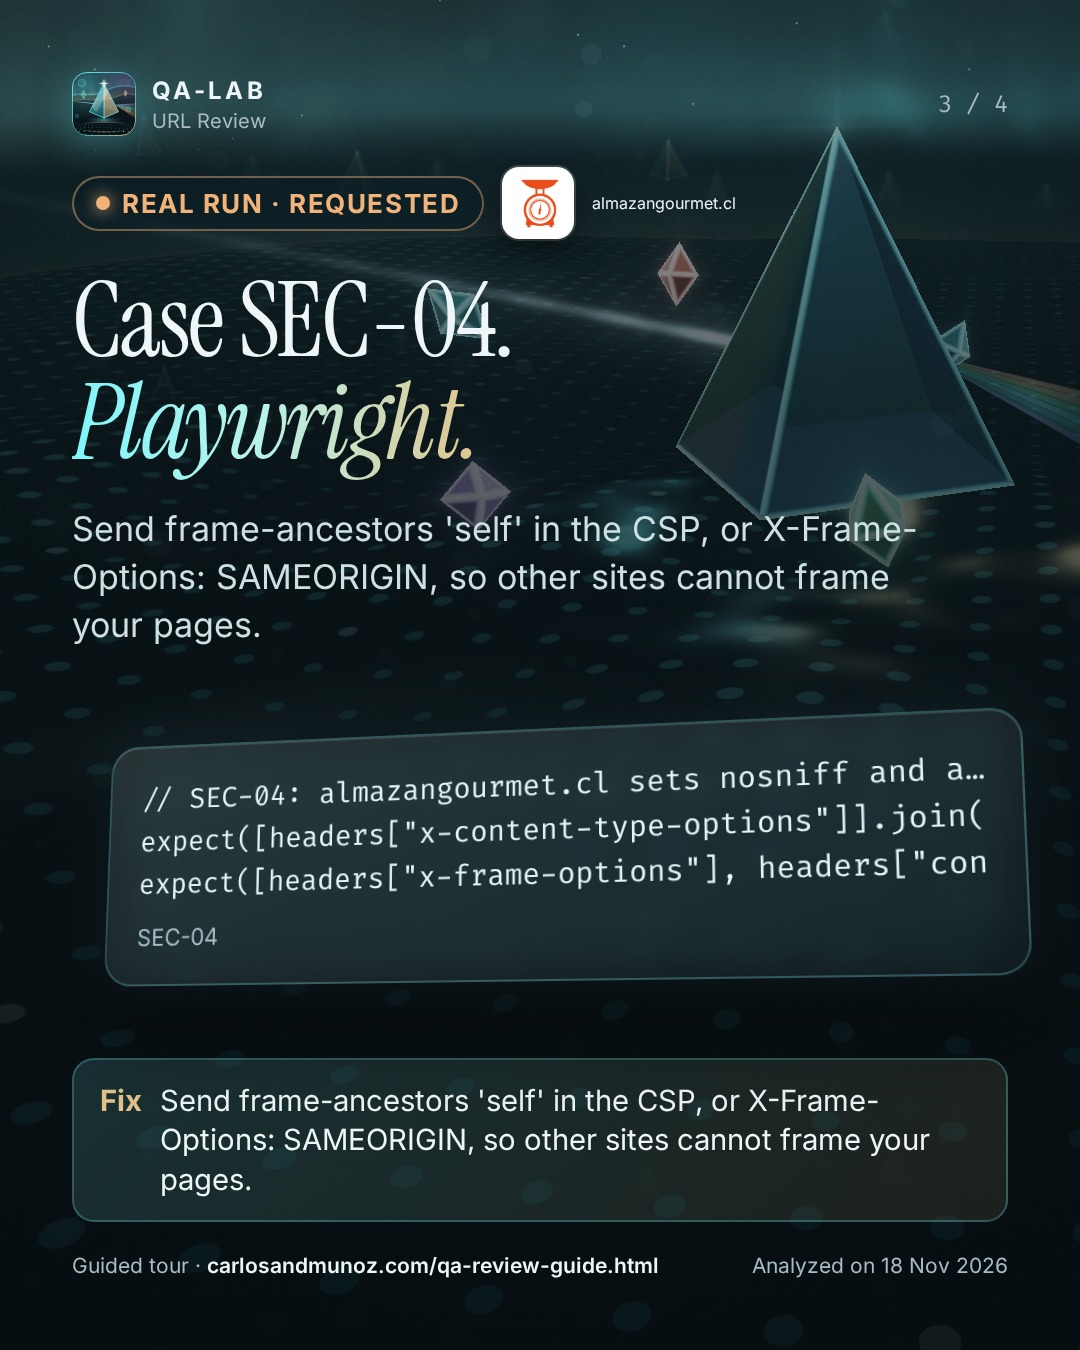 QA-LAB
URL Review
3 / 4
REAL RUN · REQUESTED
almazangourmet.cl
Case SEC-04.
Playwright.
Send frame-ancestors 'self' in the CSP, or X-Frame-
Options: SAMEORIGIN, so other sites cannot frame
your pages.
// SEC-04: almazangourmet.cl sets nosniff and a…
expect([headers["x-content-type-options"]].join(
expect([headers["x-frame-options"], headers["con
SEC-04
Fix Send frame-ancestors 'self' in the CSP, or X-Frame-
Options: SAMEORIGIN, so other sites cannot frame your
pages.
Guided tour · carlosandmunoz.com/qa-review-guide.html
Analyzed on 18 Nov 2026